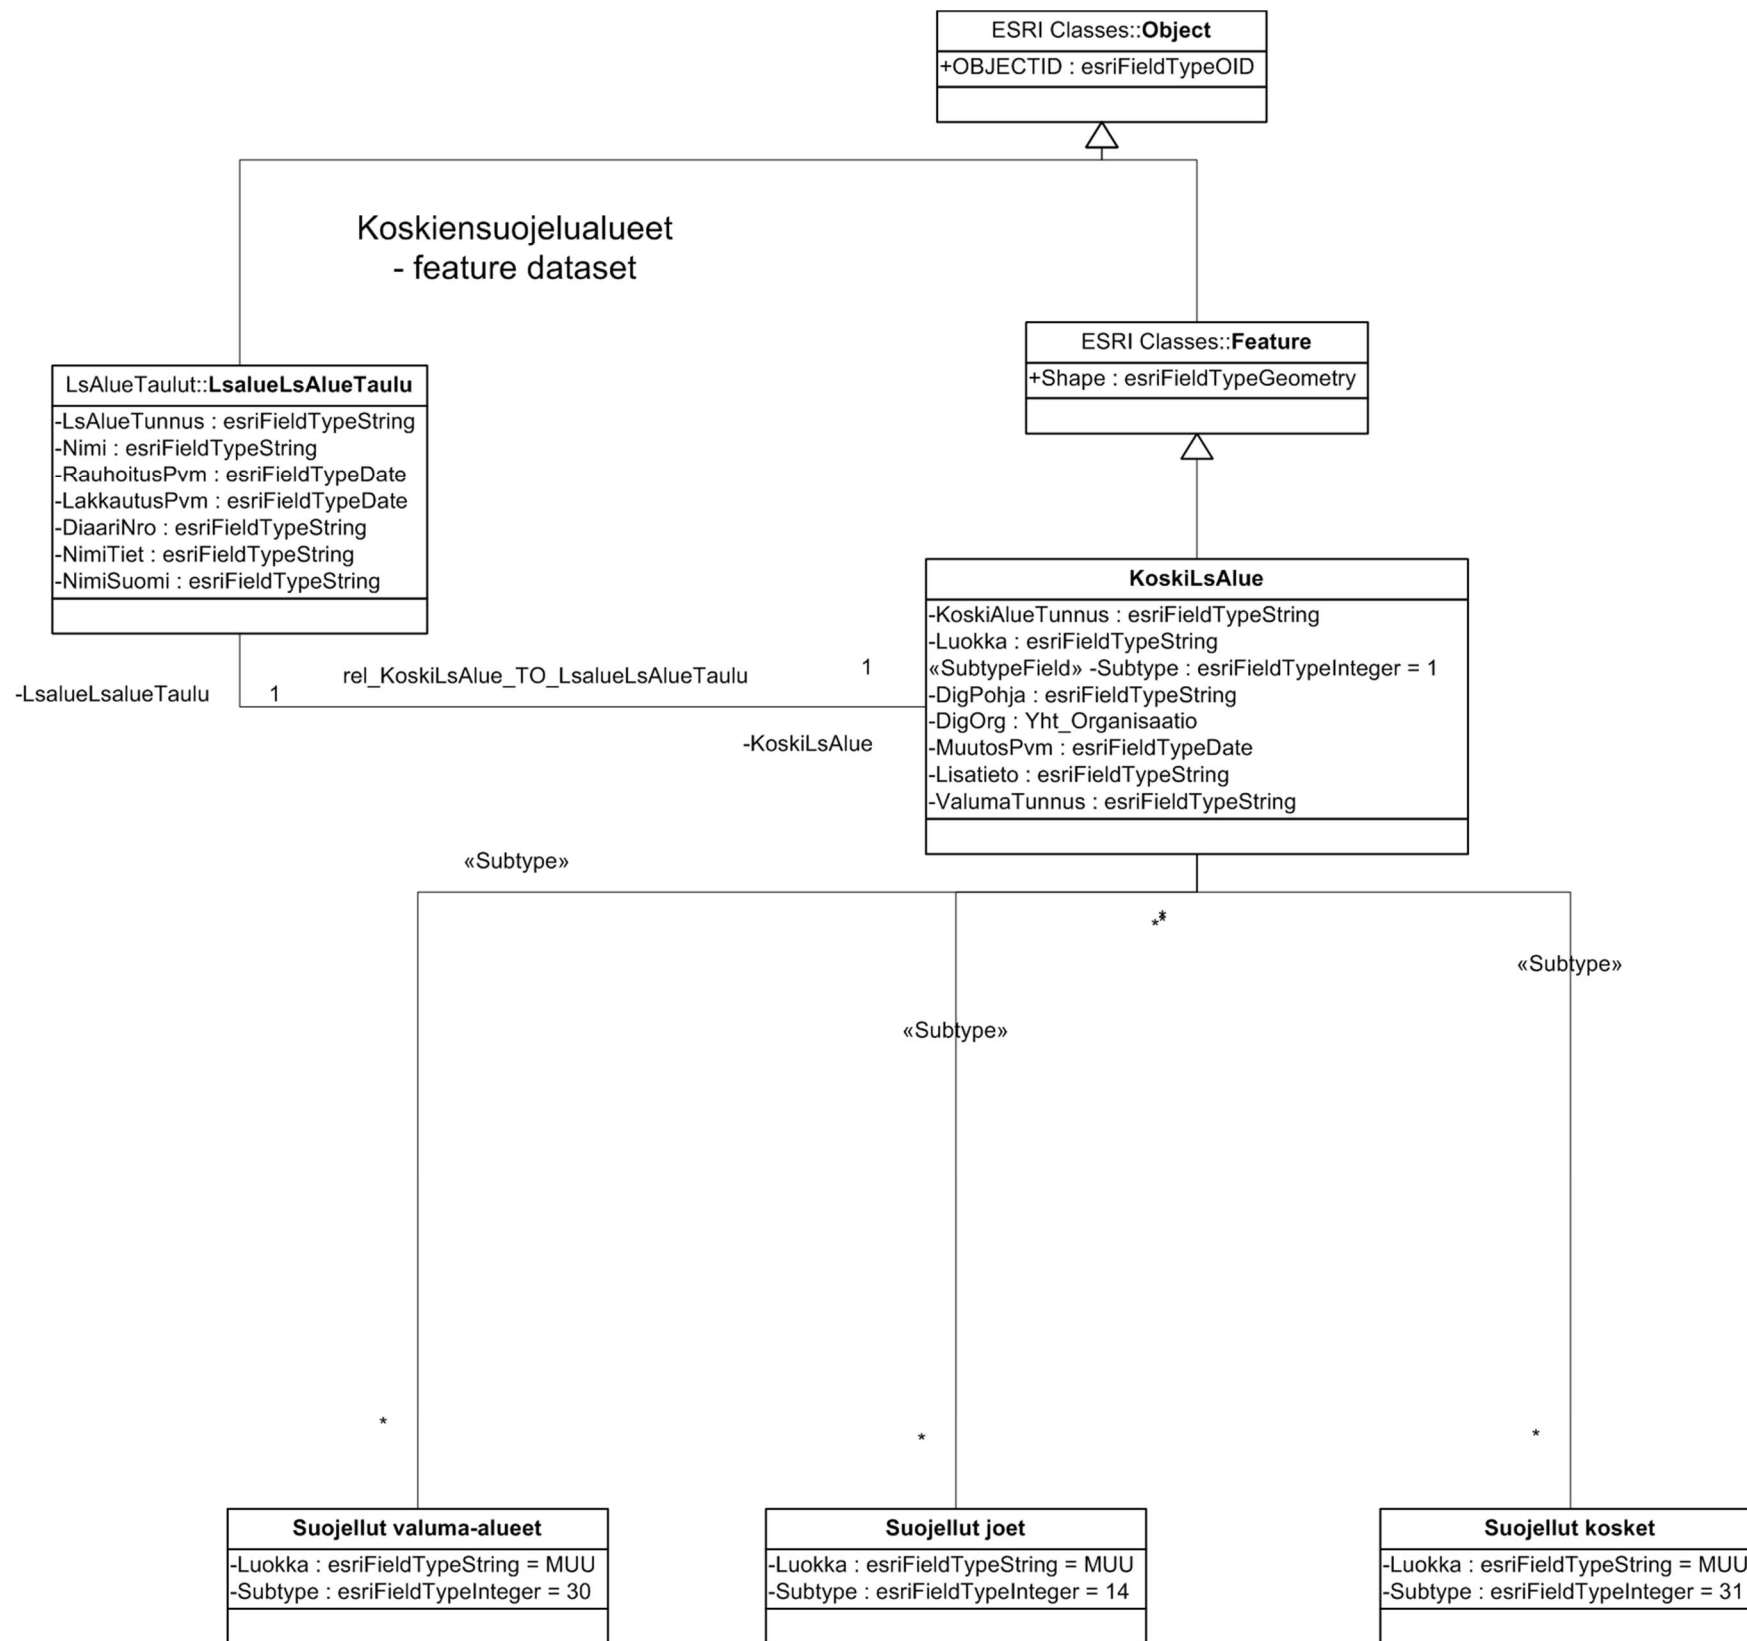 ESRI Classes::Object
+OBJECTID : esriFieldTypeOID
Koskiensuojelualueet
- feature dataset
ESRI Classes::Feature
+Shape : esriFieldTypeGeometry
LsAlueTaulut::LsalueLsAlueTaulu
-LsAlueTunnus : esriFieldTypeString
-Nimi : esriFieldTypeString
-RauhoitusPvm : esriFieldTypeDate
-LakkautusPvm : esriFieldTypeDate
-DiaariNro : esriFieldTypeString
-NimiTiet : esriFieldTypeString
-NimiSuomi : esriFieldTypeString
KoskiLsAlue
-KoskiAlueTunnus : esriFieldTypeString
-Luokka : esriFieldTypeString
«SubtypeField» -Subtype : esriFieldTypeInteger = 1
-DigPohja : esriFieldTypeString
-DigOrg : Yht_Organisaatio
-MuutosPvm : esriFieldTypeDate
-Lisatieto : esriFieldTypeString
-ValumaTunnus : esriFieldTypeString
-LsalueLsalueTaulu
1
rel_KoskiLsAlue_TO_LsalueLsAlueTaulu
1
-KoskiLsAlue
«Subtype»
***
«Subtype»
«Subtype»
*
*
*
Suojellut valuma-alueet
-Luokka : esriFieldTypeString = MUU
-Subtype : esriFieldTypeInteger = 30
Suojellut joet
-Luokka : esriFieldTypeString = MUU
-Subtype : esriFieldTypeInteger = 14
Suojellut kosket
-Luokka : esriFieldTypeString = MUU
-Subtype : esriFieldTypeInteger = 31